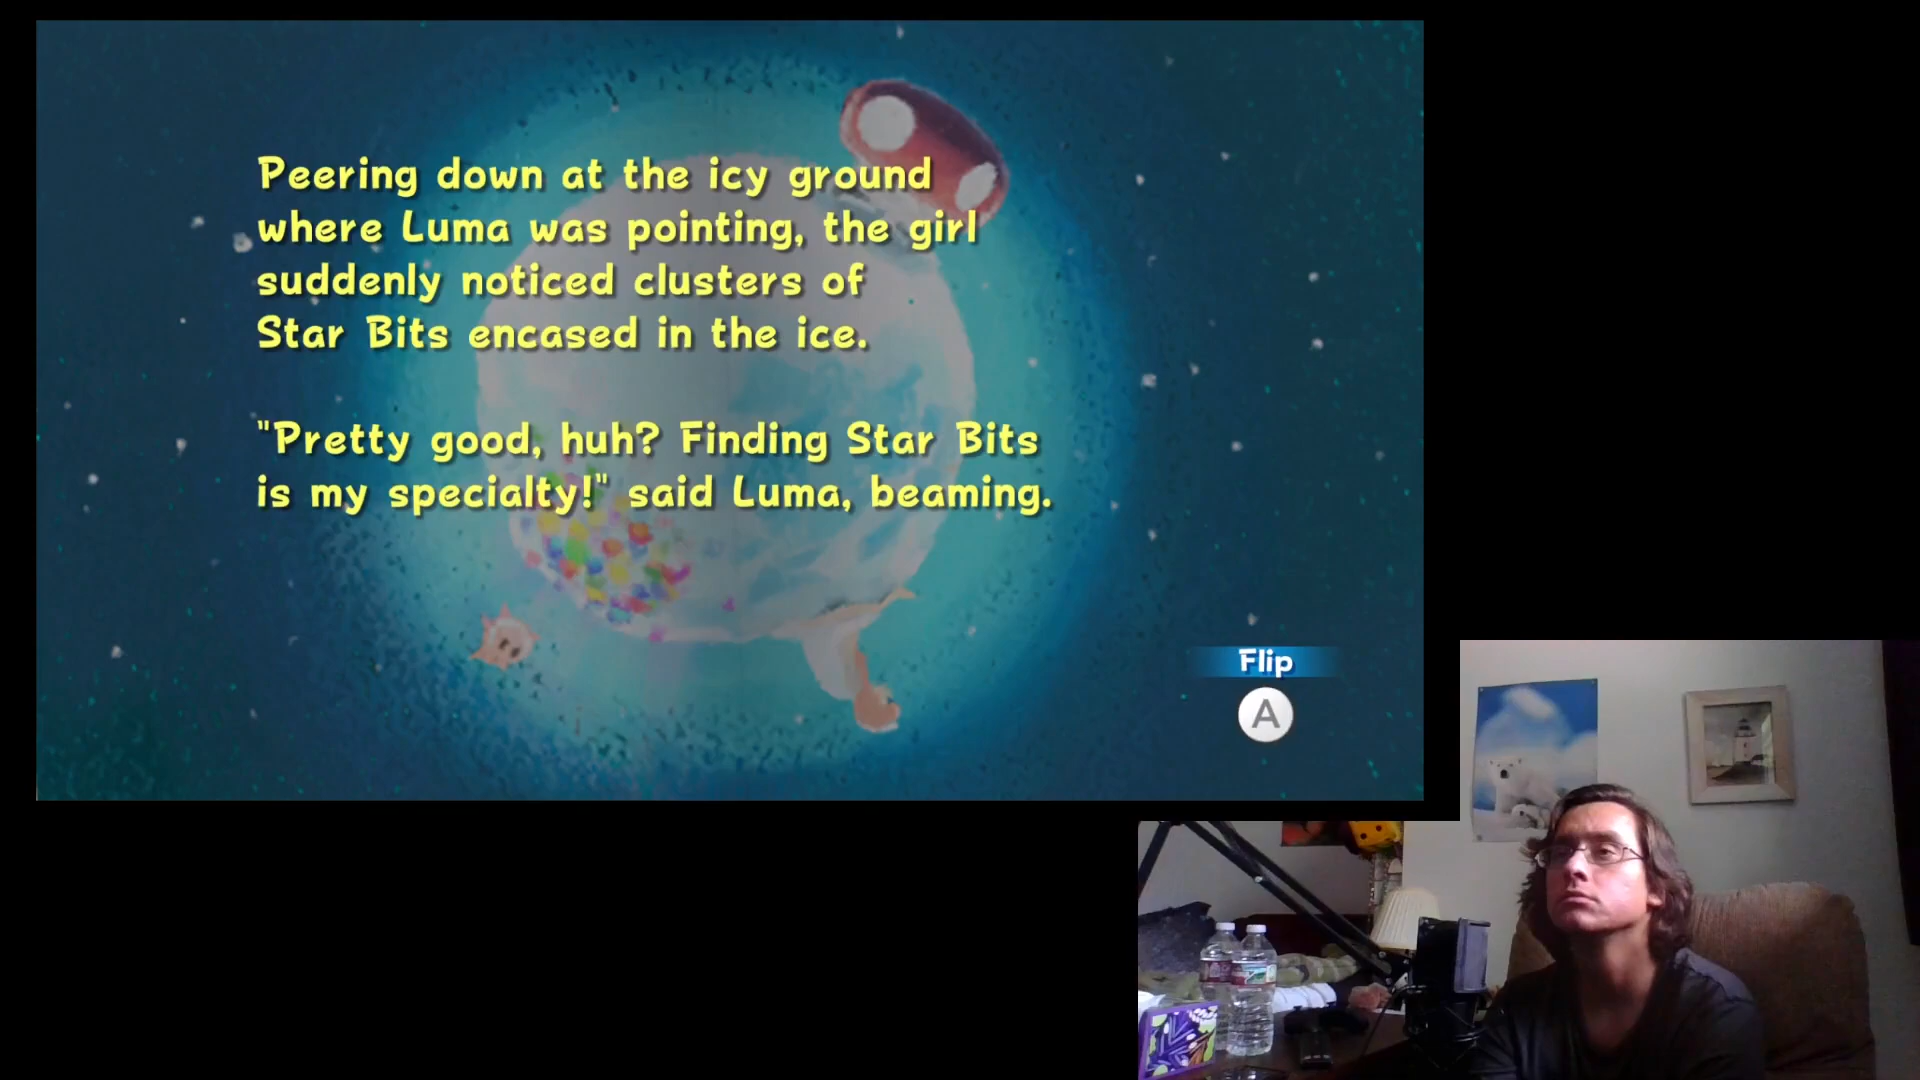 Peering down at the icy ground
where Luma was pointing, the girl
suddenly noticed clusters of
Star Bits encased in the ice.
"Pretty good, huh? Finding Star Bits
is my specialty!" said Luma, beaming.
Flip
A